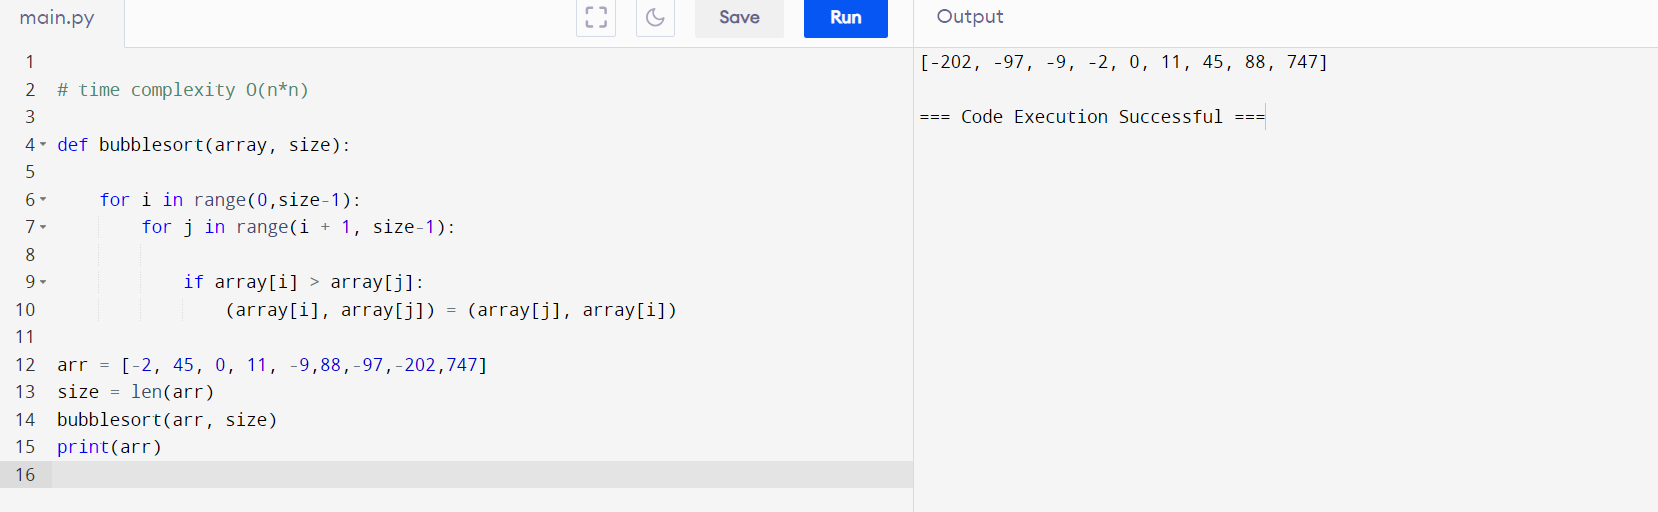 main.py
Save
Run
Output
1
2 # time complexity O(n*n)
3
4 def bubblesort(array, size):
5
6 for i in range(0,size-1):
7 for j in range(i + 1, size-1):
8
9 if array[i] > array[j]:
10 (array[i], array[j]) = (array[j], array[i])
11
12 arr = [-2, 45, 0, 11, -9,88,-97,-202,747]
13 size = len(arr)
14 bubblesort(arr, size)
15 print(arr)
16
[-202, -97, -9, -2, 0, 11, 45, 88, 747]
=== Code Execution Successful ===